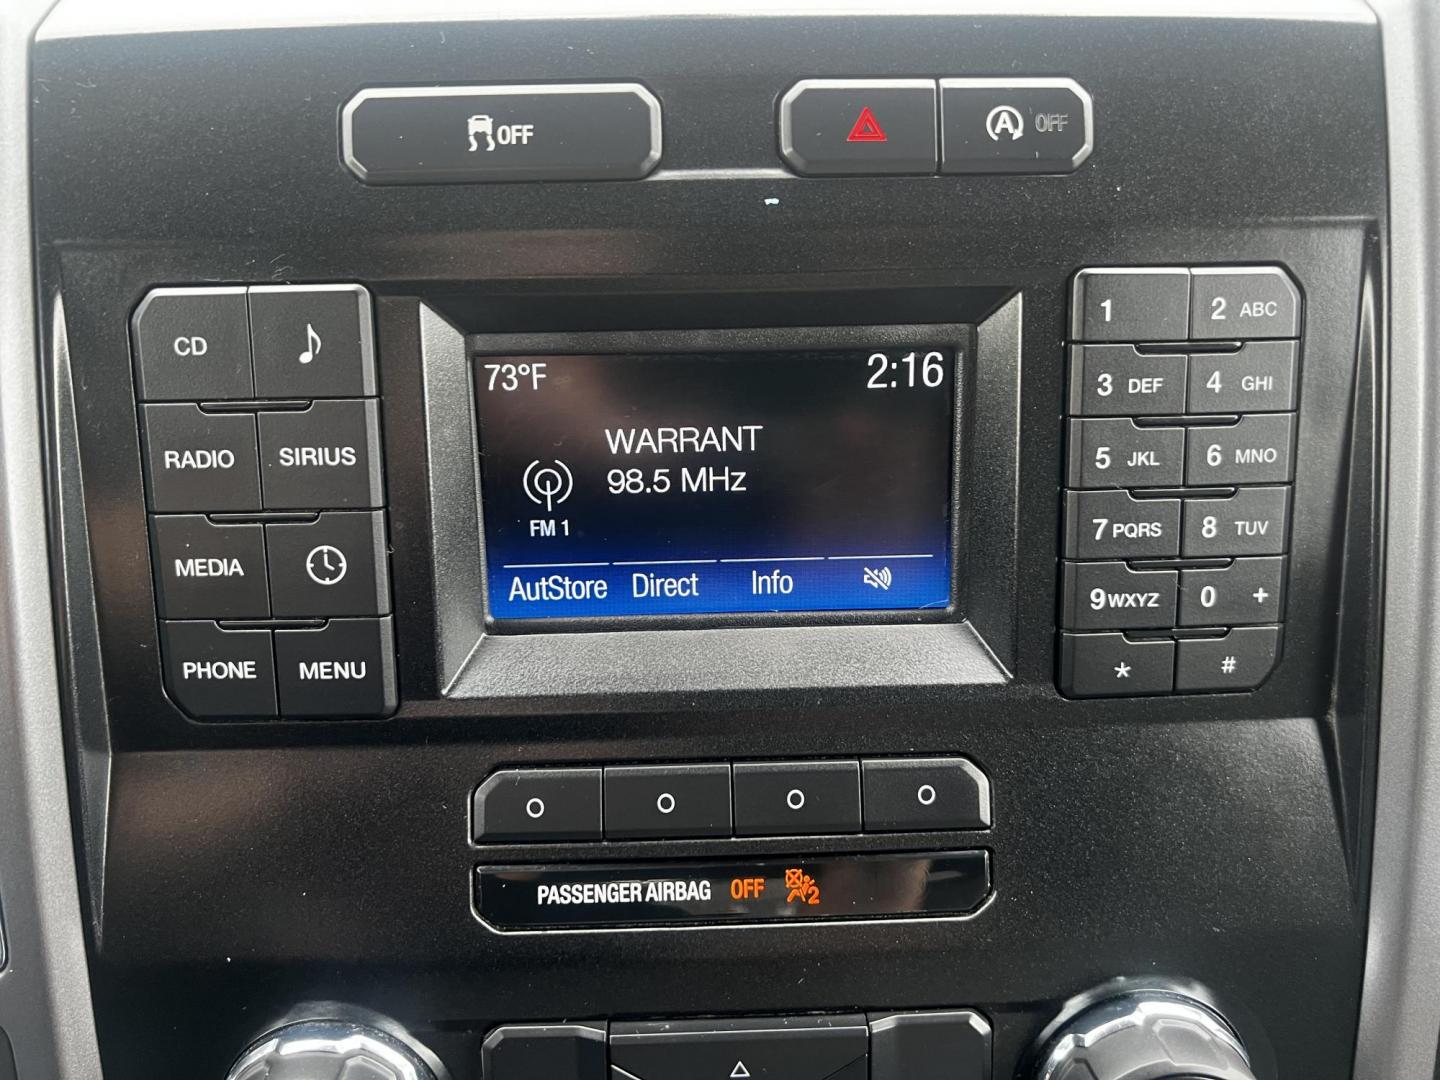 OFF
OFF
CD
RADIO SIRIUS
MEDIA
PHONE MENU
73°F 2:16
WARRANT
98.5 MHz
FM 1
AutStore Direct Info
1 2 ABC
3 DEF 4 GHI
5 JKL 6 MNO
7 PQRS 8 TUV
9 WXYZ 0 +
* #
PASSENGER AIRBAG OFF 2